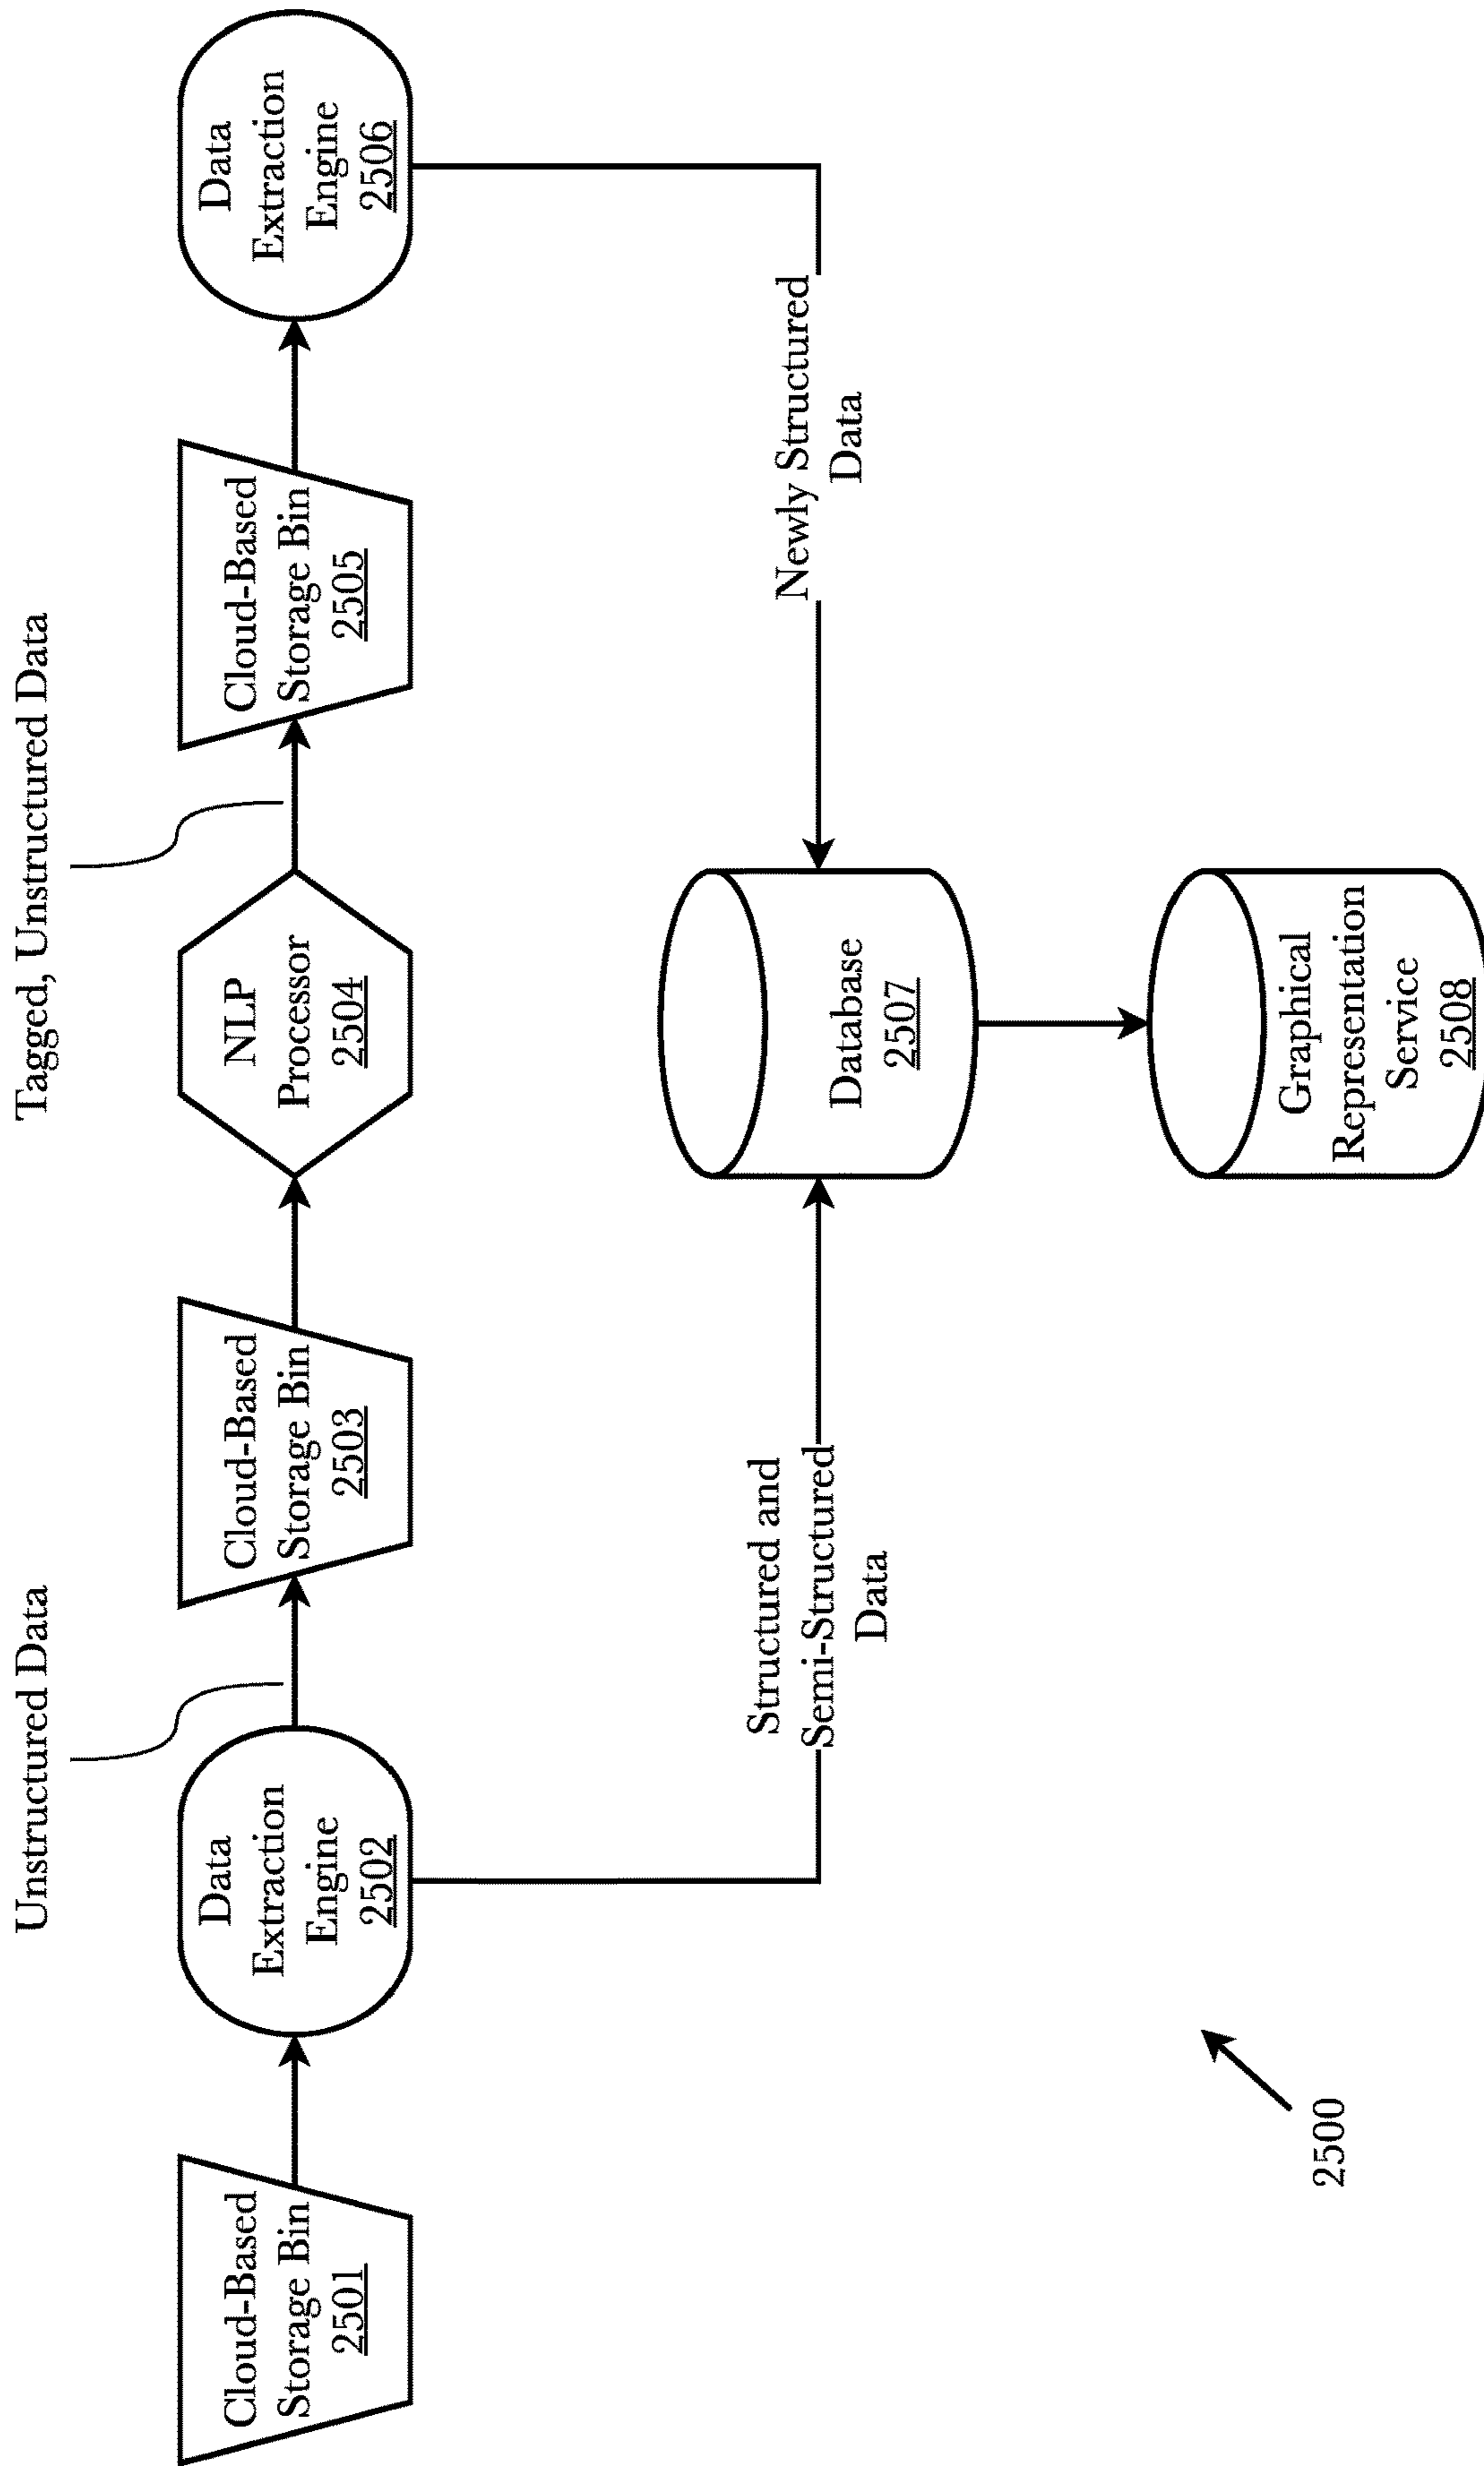 Unstructured Data
Tagged, Unstructured Data
Cloud-Based
Storage Bin
2501
Data
Extraction
Engine
2502
Cloud-Based
Storage Bin
2503
NLP
Processor
2504
Cloud-Based
Storage Bin
2505
Data
Extraction
Engine
2506
Structured and
Semi-Structured
Data
Database
2507
Newly Structured
Data
Graphical
Representation
Service
2508
2500